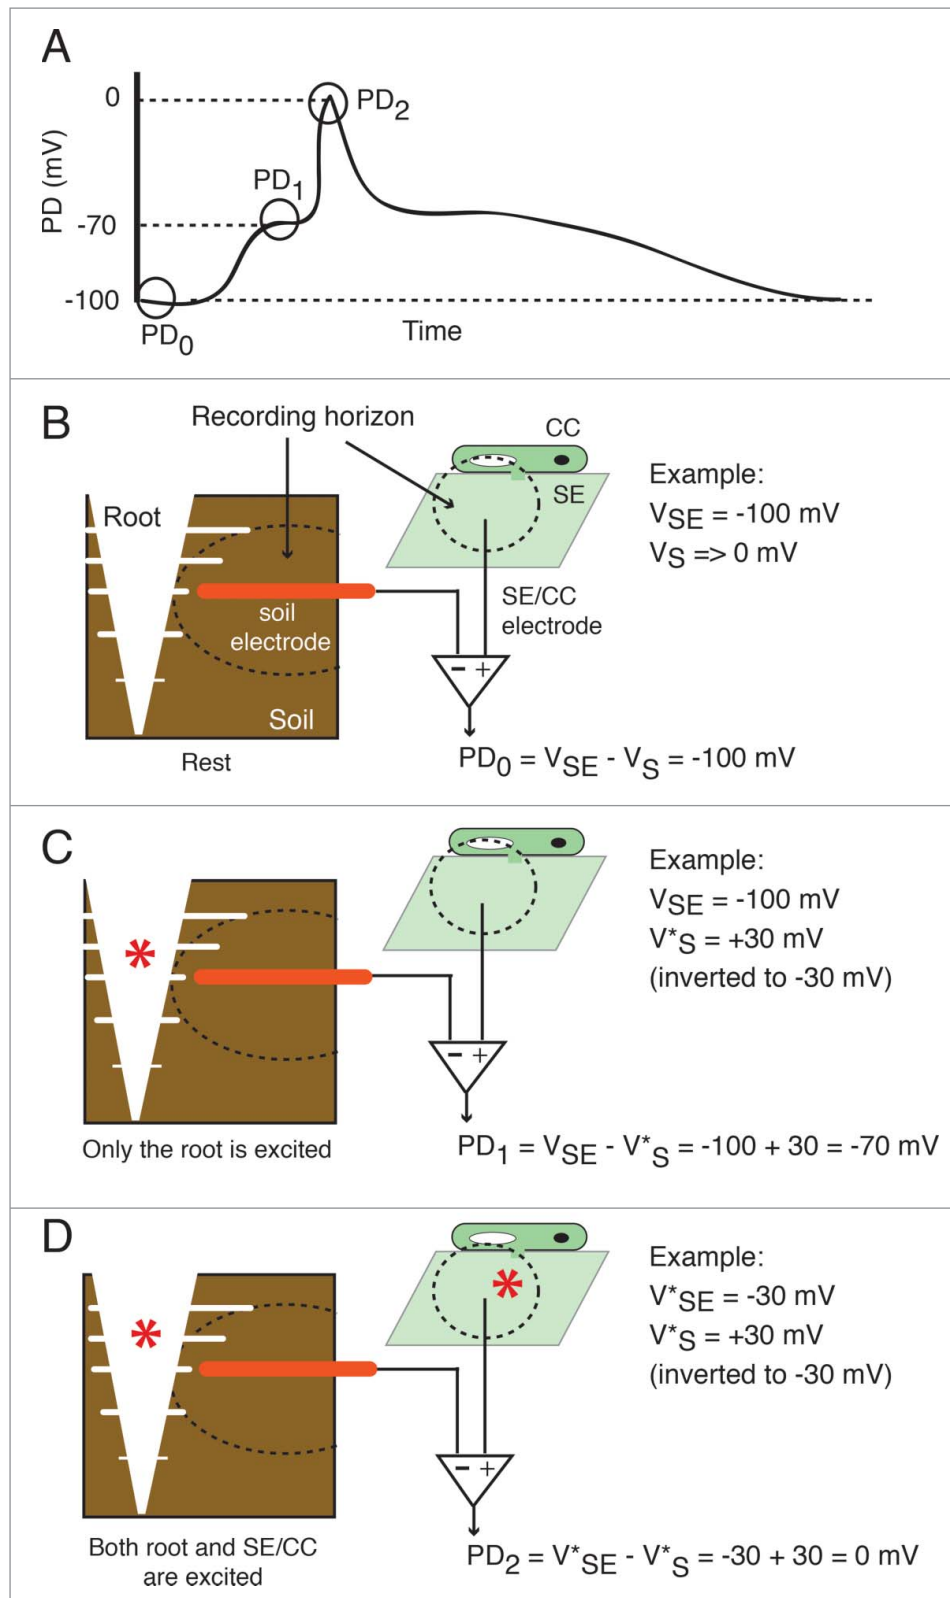 A
PD (mV)
0
-70
-100
PD0
PD1
PD2
Time
B
Recording horizon
Root
soil
electrode
Soil
Rest
CC
SE
SE/CC
electrode
- +
Example:
VSE = -100 mV
VS => 0 mV
PD0 = VSE - VS = -100 mV
C
*
Only the root is excited
- +
Example:
VSE = -100 mV
V*S = +30 mV
(inverted to -30 mV)
PD1 = VSE - V*S = -100 + 30 = -70 mV
D
*
*
Both root and SE/CC
are excited
- +
Example:
V*SE = -30 mV
V*S = +30 mV
(inverted to -30 mV)
PD2 = V*SE - V*S = -30 + 30 = 0 mV